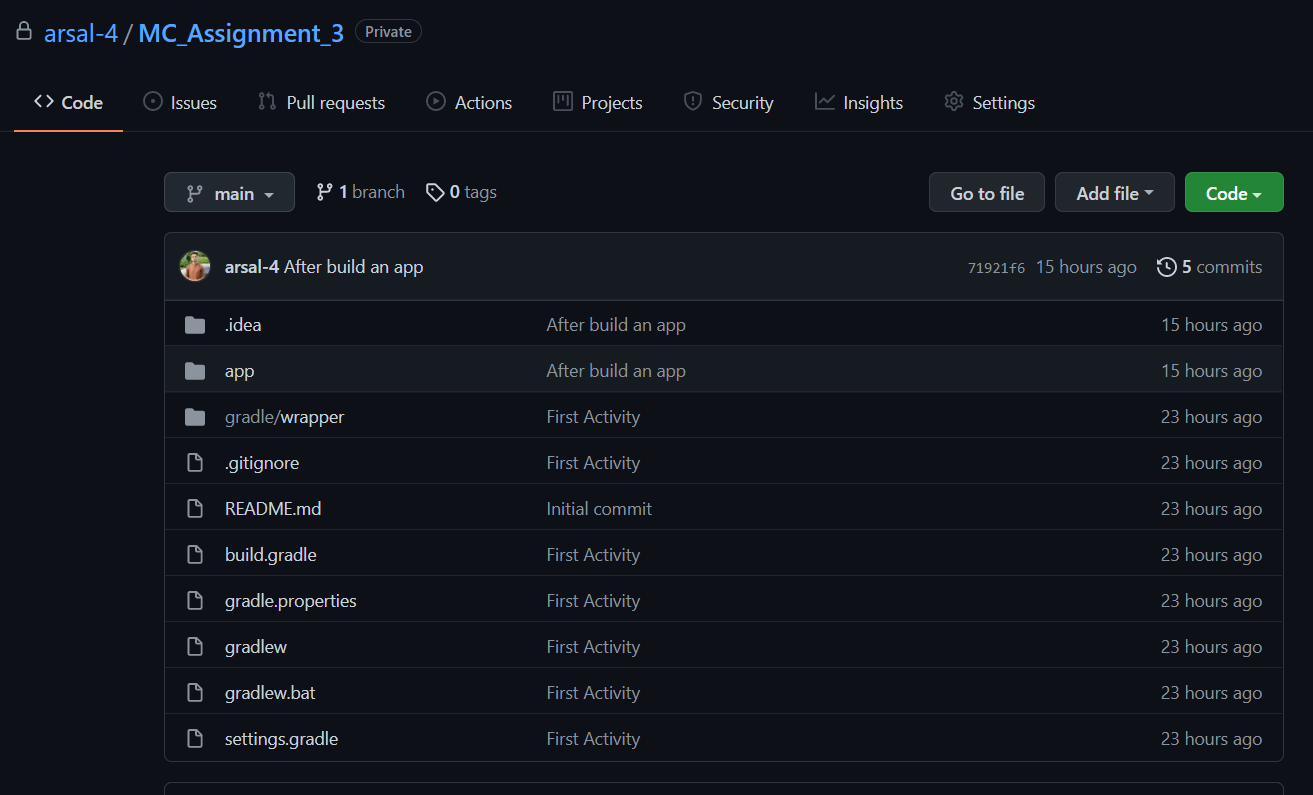 arsal-4 / MC_Assignment_3 Private
Code Issues Pull requests Actions Projects Security Insights Settings
main 1 branch 0 tags Go to file Add file Code
arsal-4 After build an app 71921f6 15 hours ago 5 commits
.idea After build an app 15 hours ago
app After build an app 15 hours ago
gradle/wrapper First Activity 23 hours ago
.gitignore First Activity 23 hours ago
README.md Initial commit 23 hours ago
build.gradle First Activity 23 hours ago
gradle.properties First Activity 23 hours ago
gradlew First Activity 23 hours ago
gradlew.bat First Activity 23 hours ago
settings.gradle First Activity 23 hours ago